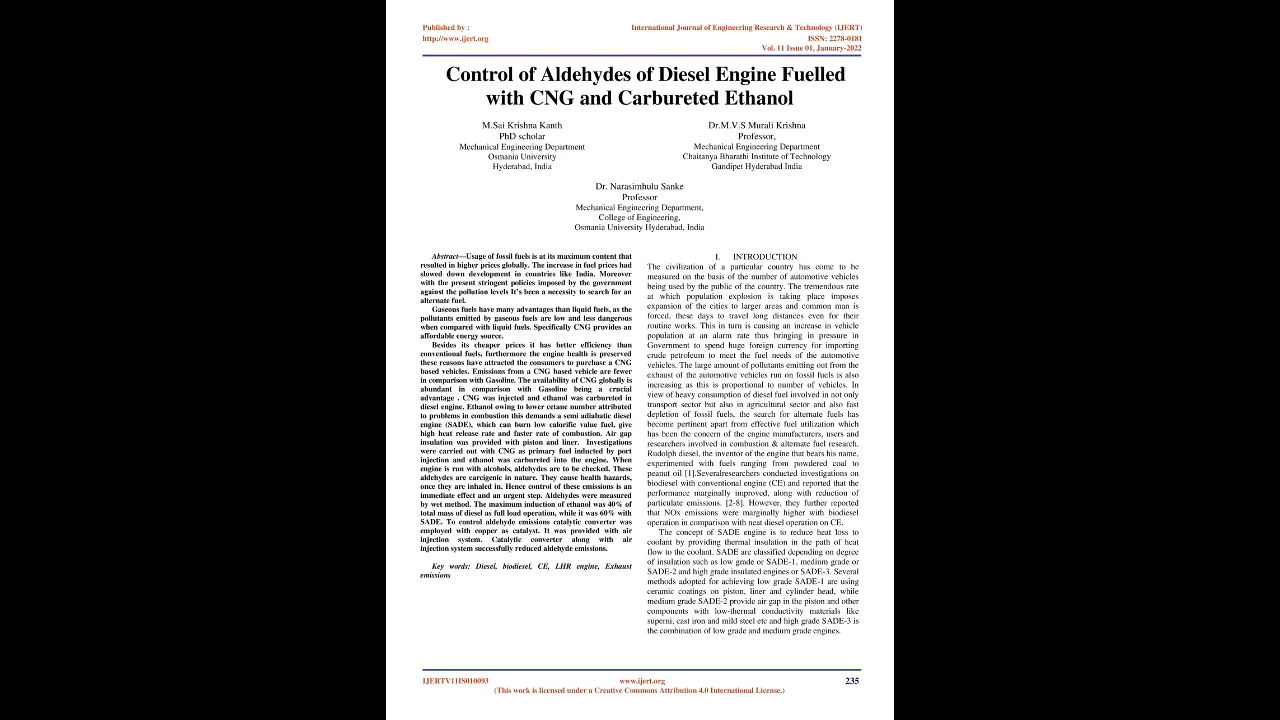 Published by :
http://www.ijert.org
International Journal of Engineering Research & Technology (IJERT)
ISSN: 2278-0181
Vol. 11 Issue 01, January-2022
Control of Aldehydes of Diesel Engine Fuelled
with CNG and Carbureted Ethanol
M.Sai Krishna Kanth
PhD scholar
Mechanical Engineering Department
Osmania University
Hyderabad, India
Dr.M.V.S Murali Krishna
Professor,
Mechanical Engineering Department
Chaitanya Bharathi Institute of Technology
Gandipet Hyderabad India
Dr. Narasimhulu Sanke
Professor
Mechanical Engineering Department,
College of Engineering,
Osmania University Hyderabad, India
Abstract—Usage of fossil fuels is at its maximum content that
resulted in higher prices globally. The increase in fuel prices had
slowed down development in countries like India. Moreover
with the present stringent policies imposed by the government
against the pollution levels It's been a necessity to search for an
alternate fuel.
Gaseous fuels have many advantages than liquid fuels, as the
pollutants emitted by gaseous fuels are low and less dangerous
when compared with liquid fuels. Specifically CNG provides an
affordable energy source.
Besides its cheaper prices it has better efficiency than
conventional fuels, furthermore the engine health is preserved
these reasons have attracted the consumers to purchase a CNG
based vehicles. Emissions from a CNG based vehicle are fewer
in comparison with Gasoline. The availability of CNG globally is
abundant in comparison with Gasoline being a crucial
advantage . CNG was injected and ethanol was carbureted in
diesel engine. Ethanol owing to lower cetane number attributed
to problems in combustion this demands a semi adiabatic diesel
engine (SADE), which can burn low calorific value fuel, give
high heat release rate and faster rate of combustion. Air gap
insulation was provided with piston and liner. Investigations
were carried out with CNG as primary fuel inducted by port
injection and ethanol was carbureted into the engine. When
engine is run with alcohols, aldehydes are to be checked. These
aldehydes are carcigenic in nature. They cause health hazards,
once they are inhaled in. Hence control of these emissions is an
immediate effect and an urgent step. Aldehydes were measured
by wet method. The maximum induction of ethanol was 40% of
total mass of diesel as full load operation, while it was 60% with
SADE. To control aldehyde emissions catalytic converter was
employed with copper as catalyst. It was provided with air
injection system. Catalytic converter along with air
injection system successfully reduced aldehyde emissions.
Key words: Diesel, biodiesel, CE, LHR engine, Exhaust
emissions
I. INTRODUCTION
The civilization of a particular country has come to be
measured on the basis of the number of automotive vehicles
being used by the public of the country. The tremendous rate
at which population explosion is taking place imposes
expansion of the cities to larger areas and common man is
forced, these days to travel long distances even for their
routine works. This in turn is causing an increase in vehicle
population at an alarm rate thus bringing in pressure in
Government to spend huge foreign currency for importing
crude petroleum to meet the fuel needs of the automotive
vehicles. The large amount of pollutants emitting out from the
exhaust of the automotive vehicles run on fossil fuels is also
increasing as this is proportional to number of vehicles. In
view of heavy consumption of diesel fuel involved in not only
transport sector but also in agricultural sector and also fast
depletion of fossil fuels, the search for alternate fuels has
become pertinent apart from effective fuel utilization which
has been the concern of the engine manufacturers, users and
researchers involved in combustion & alternate fuel research.
Rudolph diesel, the inventor of the engine that bears his name,
experimented with fuels ranging from powdered coal to
peanut oil [1].Severalresearchers conducted investigations on
biodiesel with conventional engine (CE) and reported that the
performance marginally improved, along with reduction of
particulate emissions. [2-8]. However, they further reported
that NOx emissions were marginally higher with biodiesel
operation in comparison with neat diesel operation on CE.
The concept of SADE engine is to reduce heat loss to
coolant by providing thermal insulation in the path of heat
flow to the coolant. SADE are classified depending on degree
of insulation such as low grade or SADE-1, medium grade or
SADE-2 and high grade insulated engines or SADE-3. Several
methods adopted for achieving low grade SADE-1 are using
ceramic coatings on piston, liner and cylinder head, while
medium grade SADE-2 provide air gap in the piston and other
components with low-thermal conductivity materials like
superni, cast iron and mild steel etc and high grade SADE-3 is
the combination of low grade and medium grade engines.
IJERTV11IS010093
www.ijert.org
235
(This work is licensed under a Creative Commons Attribution 4.0 International License.)